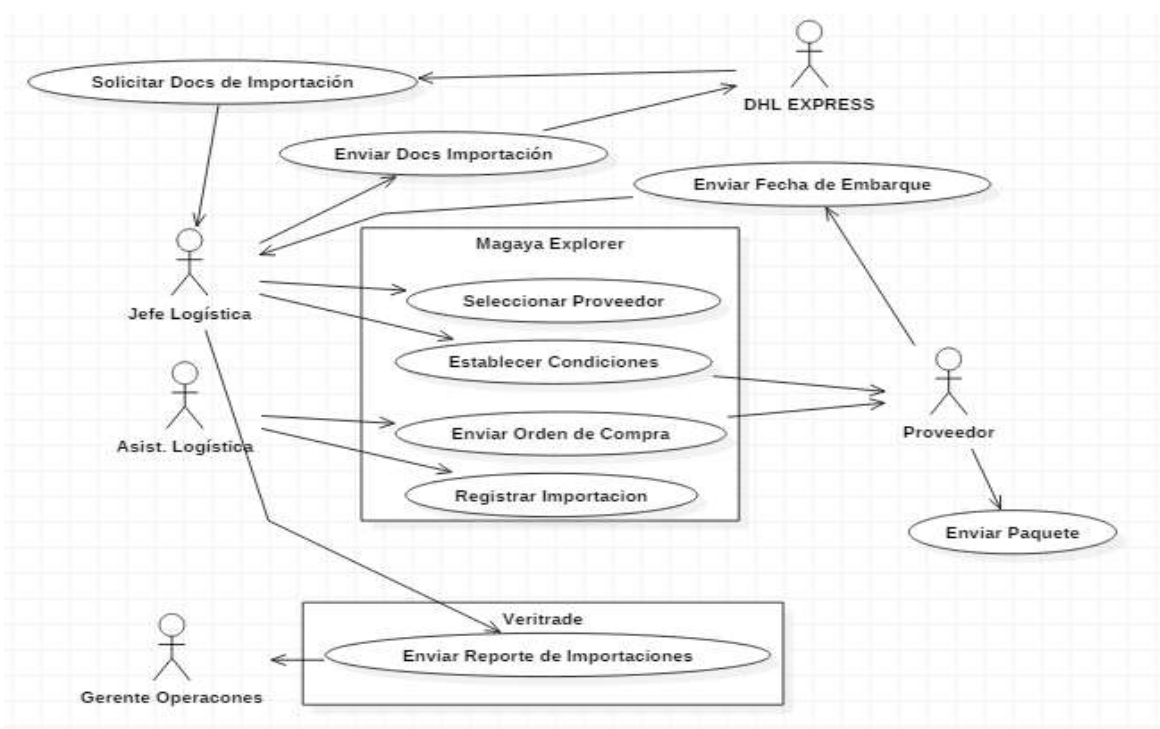 Solicitar Docs de Importación
DHL EXPRESS
Enviar Docs Importación
Enviar Fecha de Embarque
Magaya Explorer
Seleccionar Proveedor
Jefe Logística
Establecer Condiciones
Enviar Orden de Compra
Proveedor
Asist. Logística
Registrar Importacion
Enviar Paquete
Veritrade
Enviar Reporte de Importaciones
Gerente Operacones